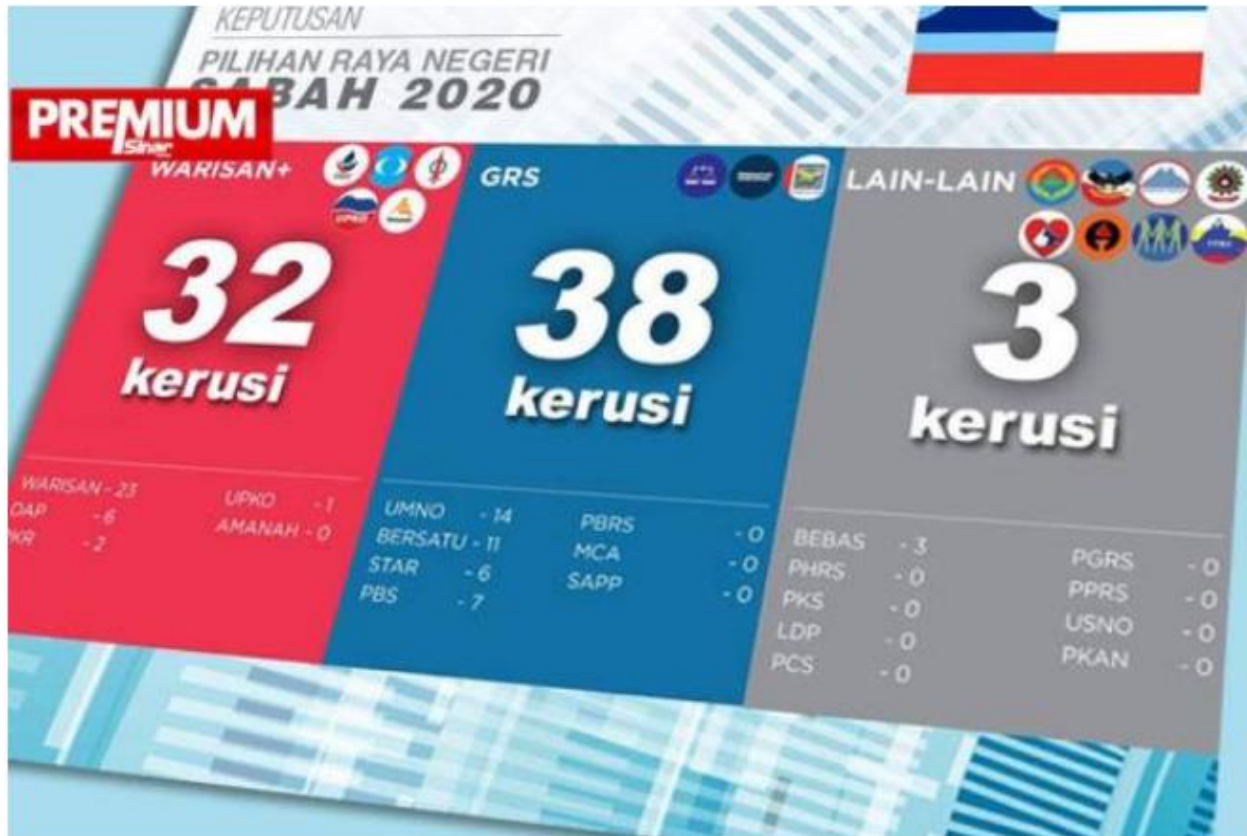 KEPUTUSAN
PILIHAN RAYA NEGERI
SABAH 2020
PREMIUM
Sinar
WARISAN+
UPKO
32
kerusi
WARISAN - 23
DAP - 6
PKR - 2
UPKO - 1
AMANAH - 0
GRS
38
kerusi
UMNO - 14
BERSATU - 11
STAR - 6
PBS - 7
PBRS - 0
MCA - 0
SAPP - 0
LAIN-LAIN
3
kerusi
BEBAS - 3
PHRS - 0
PKS - 0
LDP - 0
PCS - 0
PGRS - 0
PPRS - 0
USNO - 0
PKAN - 0